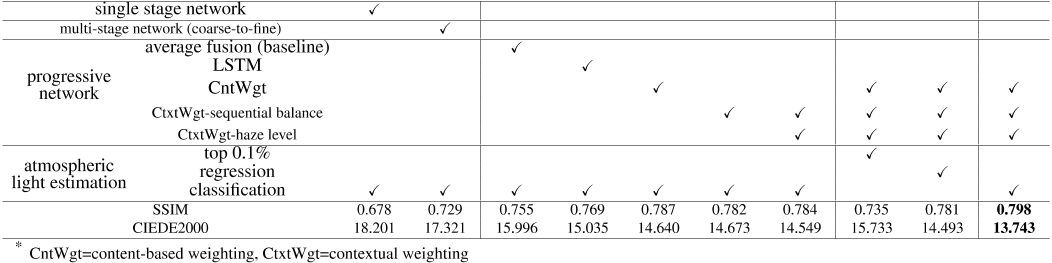 single stage network ✓
multi-stage network (coarse-to-fine) ✓
average fusion (baseline) ✓
LSTM ✓
progressive network
CntWgt ✓ ✓ ✓ ✓
CtxtWgt-sequential balance ✓ ✓ ✓ ✓ ✓
CtxtWgt-haze level ✓ ✓ ✓ ✓
atmospheric light estimation
top 0.1% ✓
regression ✓
classification ✓ ✓ ✓ ✓ ✓ ✓ ✓ ✓
SSIM 0.678 0.729 0.755 0.769 0.787 0.782 0.784 0.735 0.781 0.798
CIEDE2000 18.201 17.321 15.996 15.035 14.640 14.673 14.549 15.733 14.493 13.743
* CntWgt=content-based weighting, CtxtWgt=contextual weighting